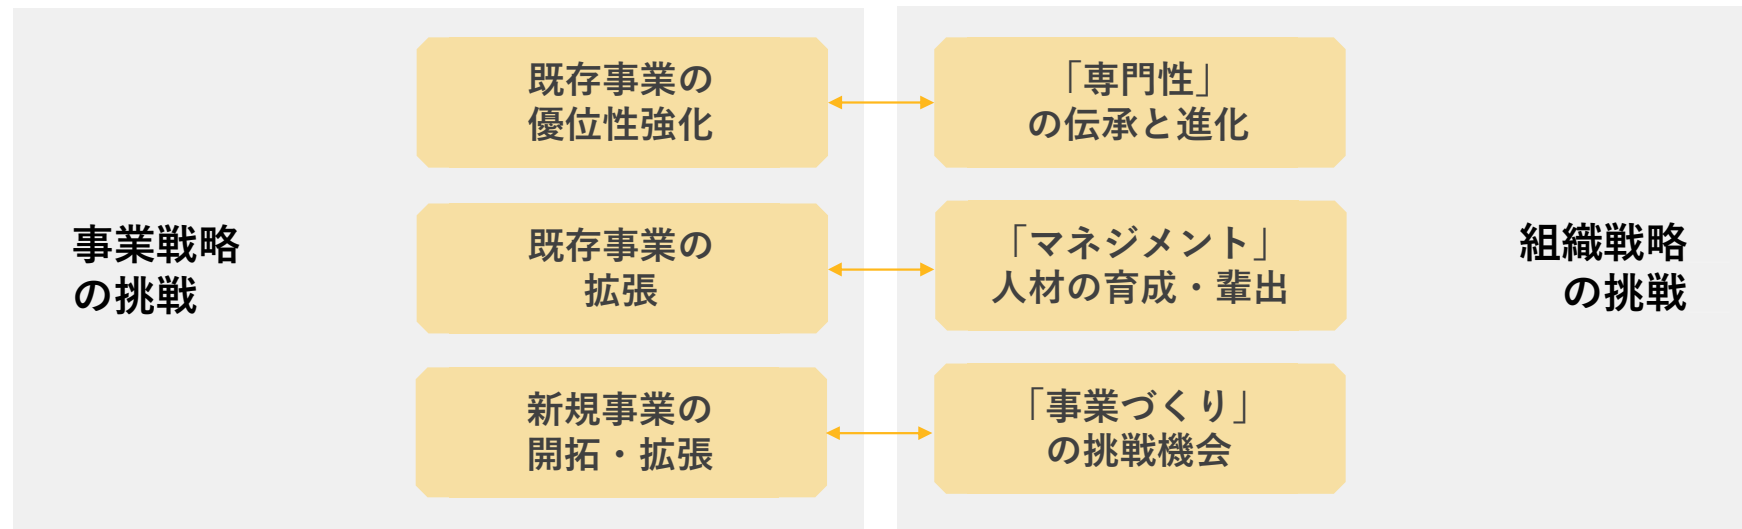 事業戦略
の挑戦
既存事業の
優位性強化
「専門性」
の伝承と進化
既存事業の
拡張
「マネジメント」
人材の育成・輩出
新規事業の
開拓・拡張
「事業づくり」
の挑戦機会
組織戦略
の挑戦